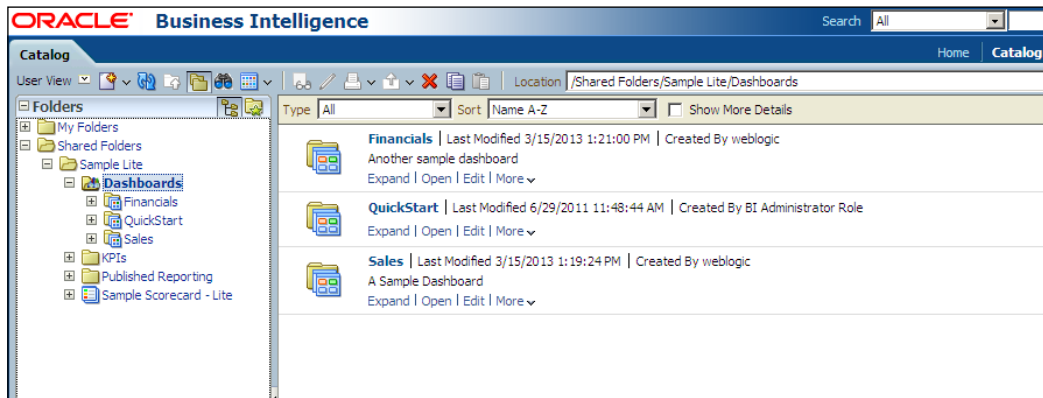 ORACLE® Business Intelligence
Search All
Catalog
Home Catalog
User View
Location /Shared Folders/Sample Lite/Dashboards
Folders
Type All Sort Name A-Z Show More Details
My Folders
Shared Folders
Sample Lite
Dashboards
Financials
QuickStart
Sales
KPIs
Published Reporting
Sample Scorecard - Lite
Financials | Last Modified 3/15/2013 1:21:00 PM | Created By weblogic
Another sample dashboard
Expand | Open | Edit | More
QuickStart | Last Modified 6/29/2011 11:48:44 AM | Created By BI Administrator Role
Expand | Open | Edit | More
Sales | Last Modified 3/15/2013 1:19:24 PM | Created By weblogic
A Sample Dashboard
Expand | Open | Edit | More